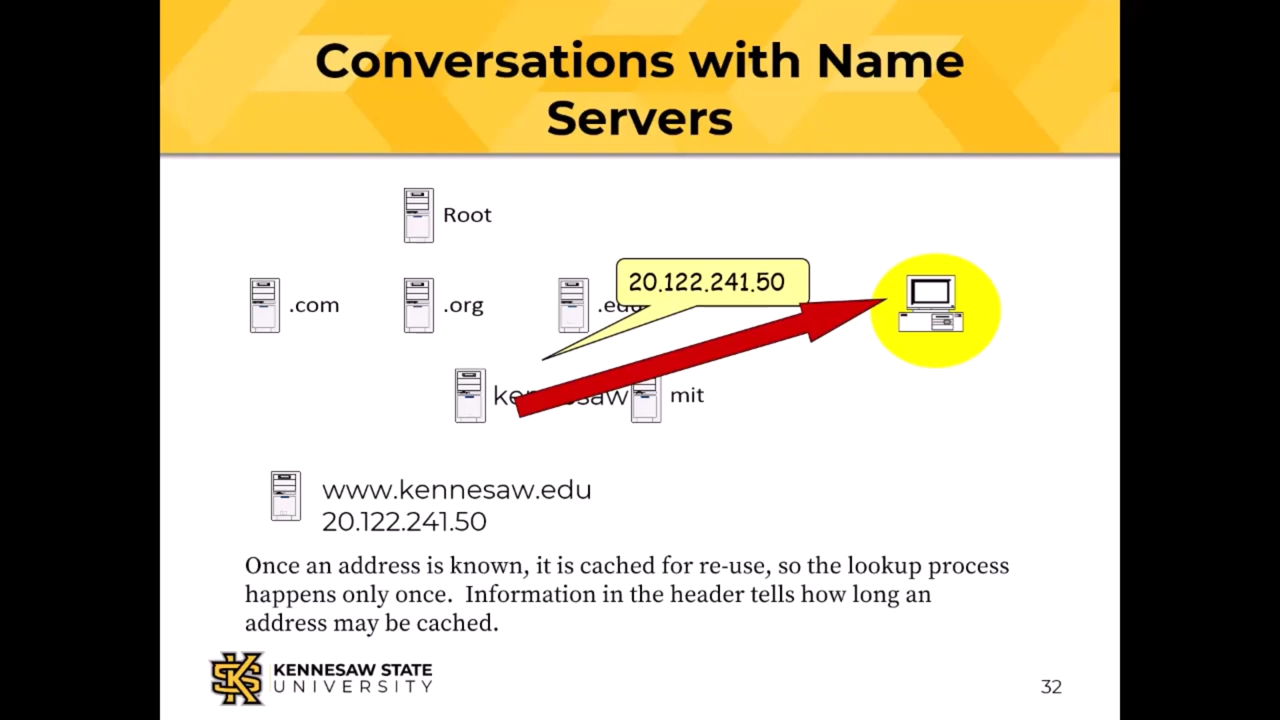 Conversations with Name
Servers
Root
20.122.241.50
.com
.org
.edu
kennesaw
mit
www.kennesaw.edu
20.122.241.50
Once an address is known, it is cached for re-use, so the lookup process
happens only once. Information in the header tells how long an
address may be cached.
KENNESAW STATE
UNIVERSITY
32